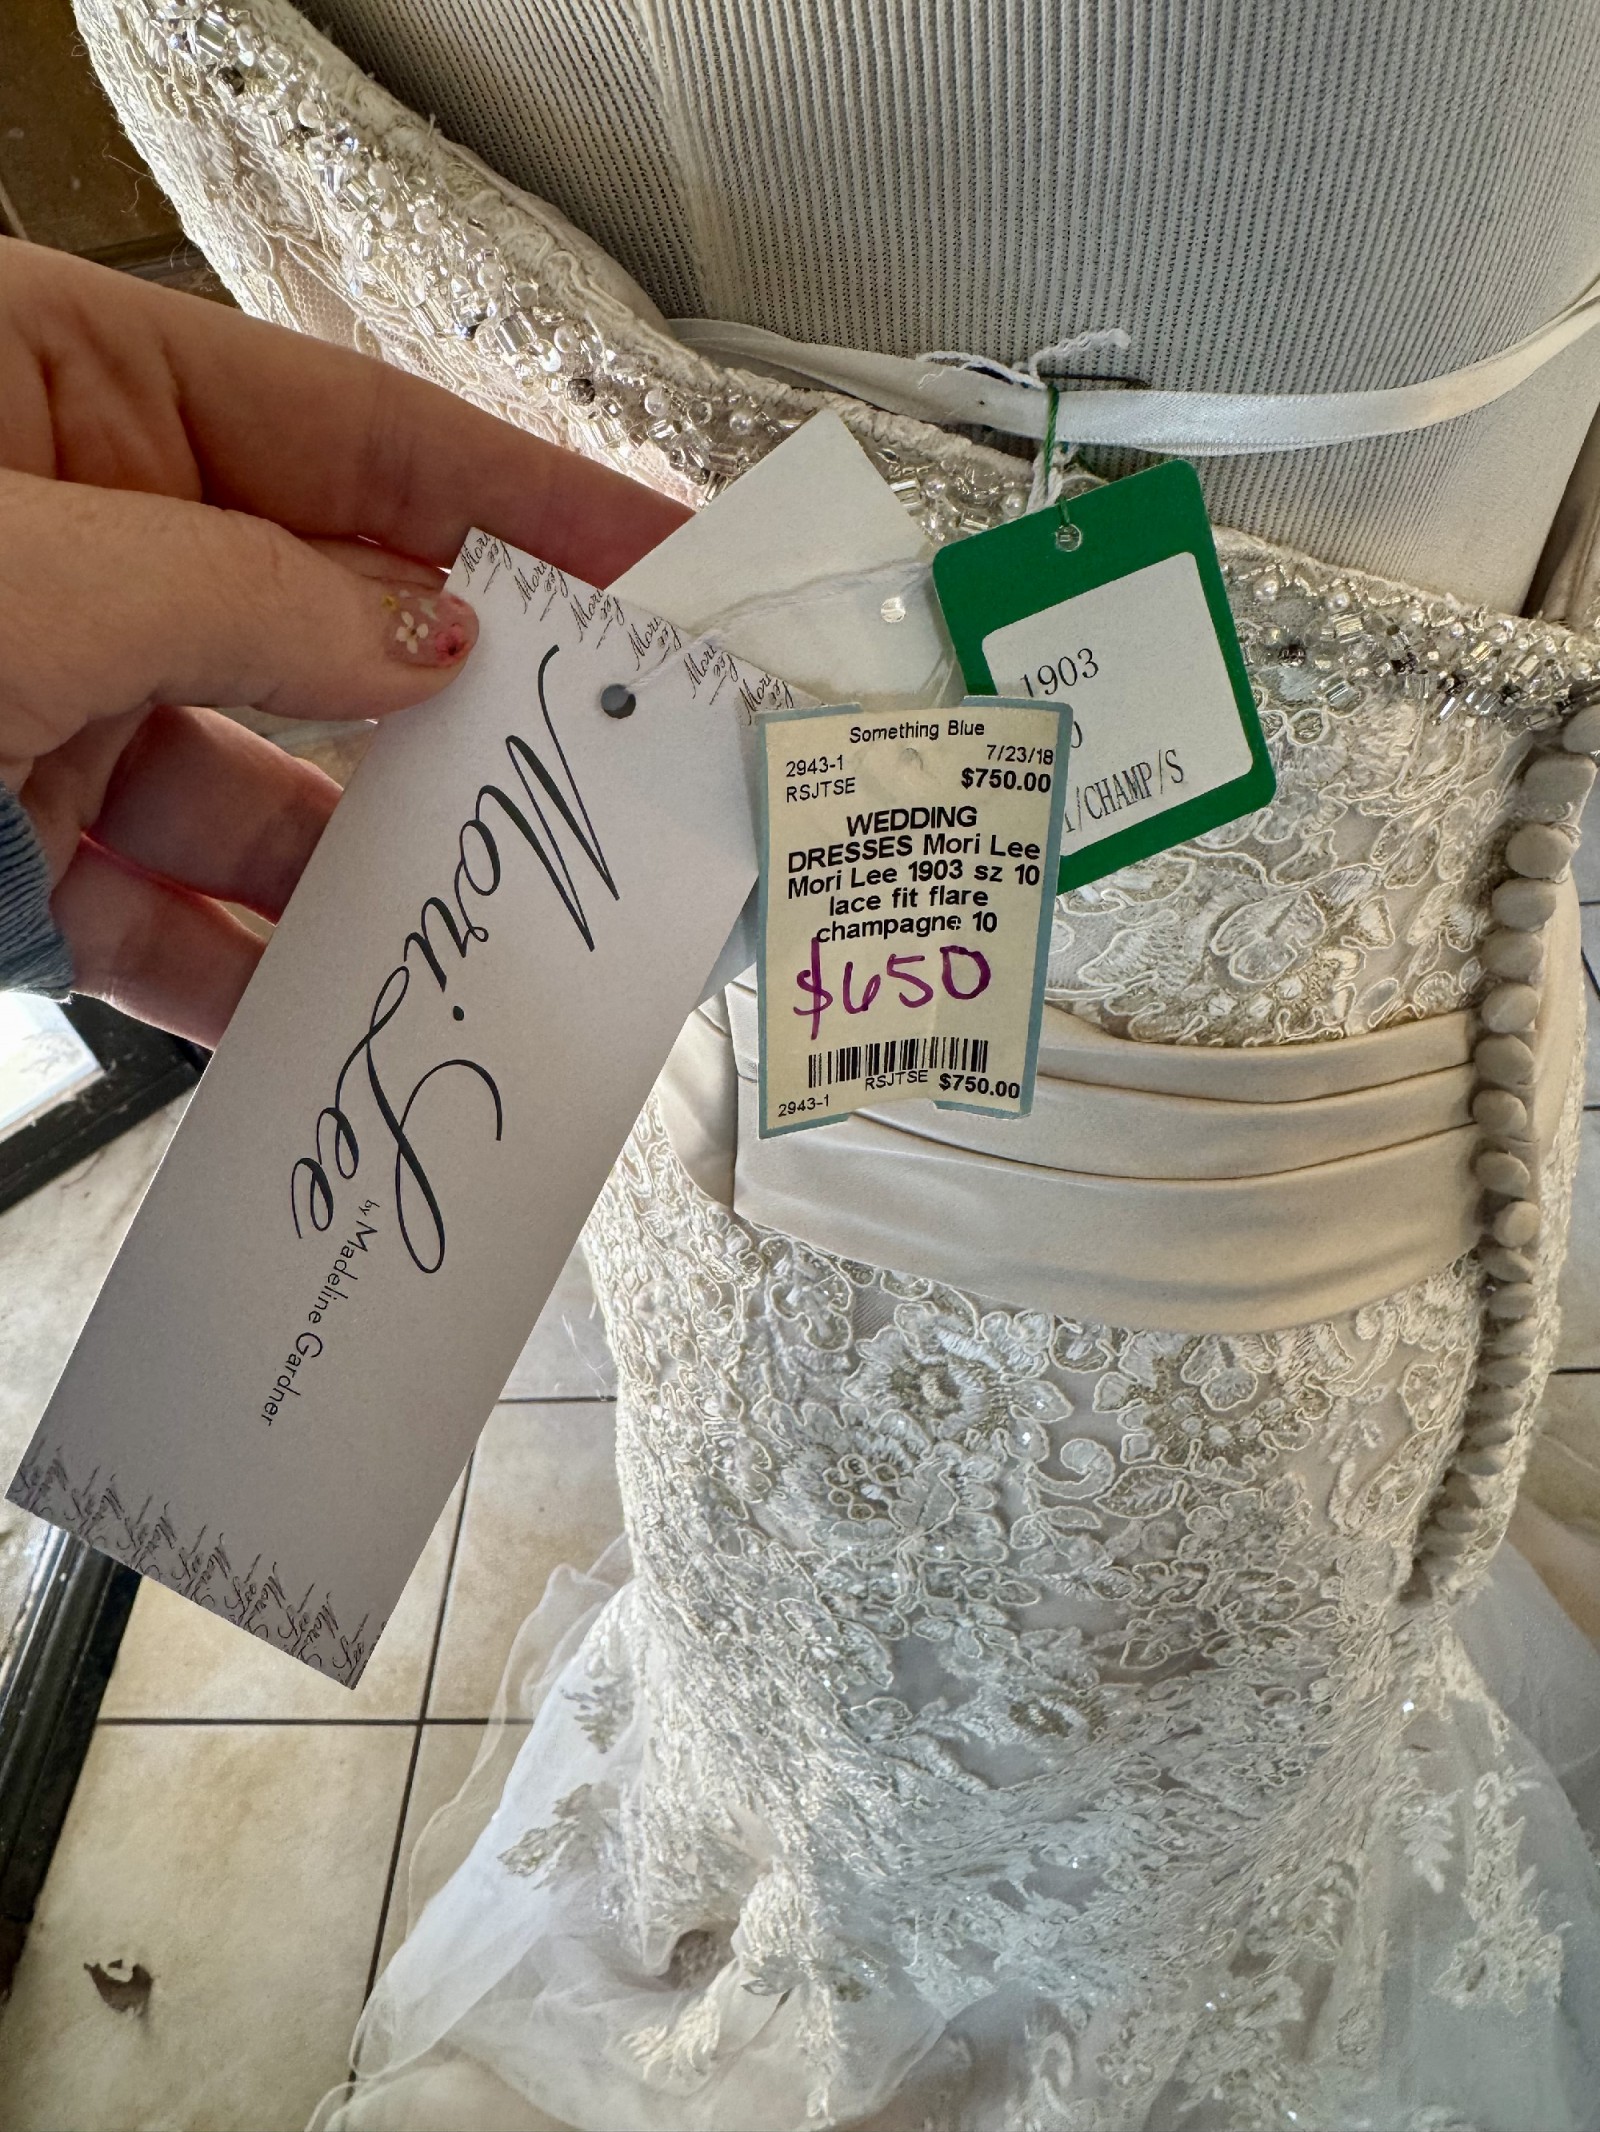 Mori Lee
by Madeline Gardner
Something Blue
2943-1 7/23/18
RSJTSE $750.00
WEDDING
DRESSES Mori Lee
Mori Lee 1903 sz 10
lace fit flare
champagne 10
$650
RSJTSE $750.00
2943-1
1903
/CHAMP/S